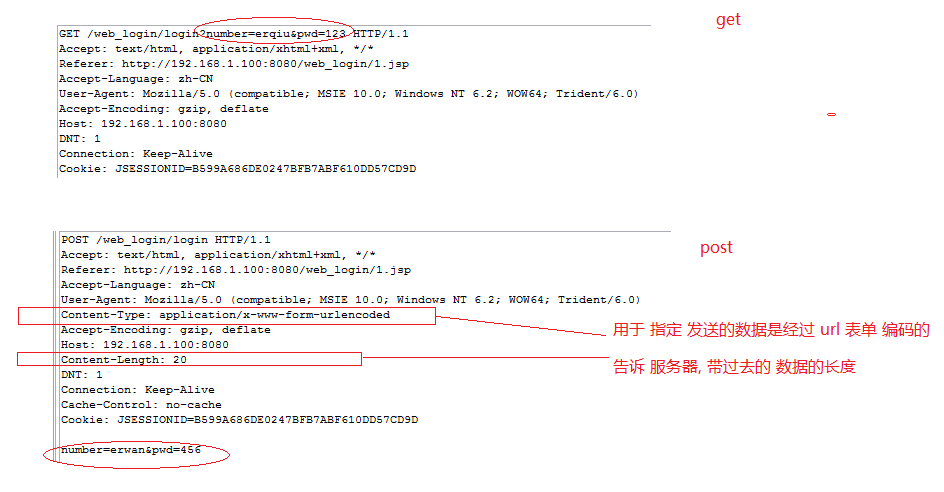 get
GET /web_login/login?number=erqiu&pwd=123 HTTP/1.1
Accept: text/html, application/xhtml+xml, */*
Referer: http://192.168.1.100:8080/web_login/1.jsp
Accept-Language: zh-CN
User-Agent: Mozilla/5.0 (compatible; MSIE 10.0; Windows NT 6.2; WOW64; Trident/6.0)
Accept-Encoding: gzip, deflate
Host: 192.168.1.100:8080
DNT: 1
Connection: Keep-Alive
Cookie: JSESSIONID=B599A686DE0247BFB7ABF610DD57CD9D
post
POST /web_login/login HTTP/1.1
Accept: text/html, application/xhtml+xml, */*
Referer: http://192.168.1.100:8080/web_login/1.jsp
Accept-Language: zh-CN
User-Agent: Mozilla/5.0 (compatible; MSIE 10.0; Windows NT 6.2; WOW64; Trident/6.0)
Content-Type: application/x-www-form-urlencoded
用于 指定 发送的数据是经过 url 表单 编码的
Accept-Encoding: gzip, deflate
Host: 192.168.1.100:8080
Content-Length: 20
告诉 服务器, 带过去的 数据的长度
DNT: 1
Connection: Keep-Alive
Cache-Control: no-cache
Cookie: JSESSIONID=B599A686DE0247BFB7ABF610DD57CD9D
number=erwan&pwd=456